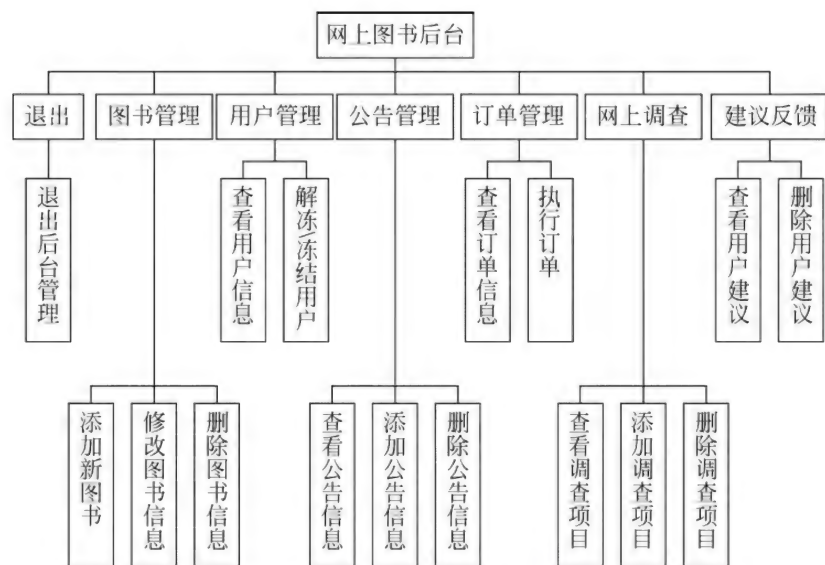 网上图书后台
退出
图书管理
用户管理
公告管理
订单管理
网上调查
建议反馈
退出后台管理
查看用户信息
解冻/冻结用户
查看订单信息
执行订单
查看用户建议
删除用户建议
添加新图书
修改图书信息
删除图书信息
查看公告信息
添加公告信息
删除公告信息
查看调查项目
添加调查项目
删除调查项目